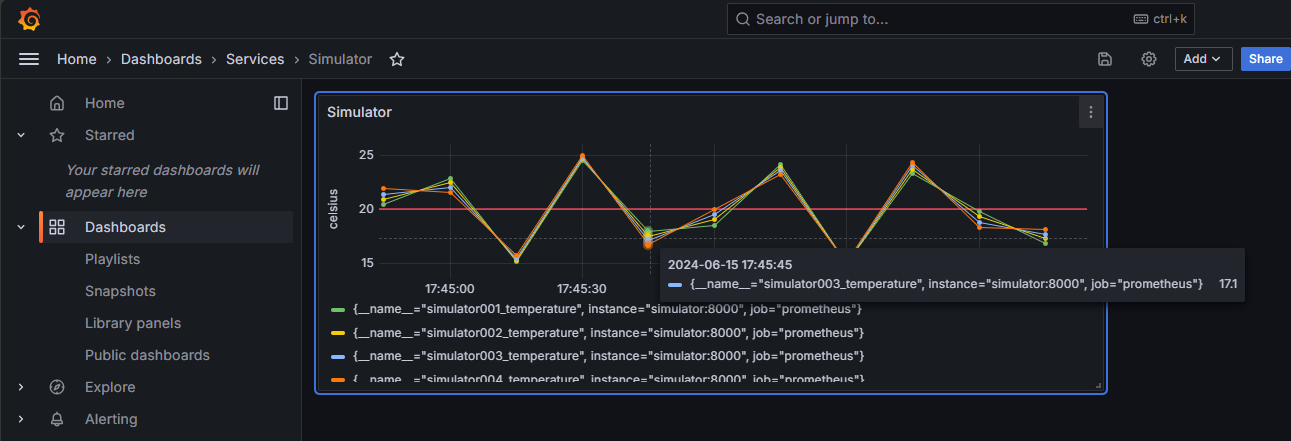 Search or jump to...
ctrl+k
Home › Dashboards › Services › Simulator
Add
Share
Home
Starred
Your starred dashboards will
appear here
Dashboards
Playlists
Snapshots
Library panels
Public dashboards
Explore
Alerting
Simulator
celsius
25
20
15
17:45:00
17:45:30
2024-06-15 17:45:45
{__name__="simulator003_temperature", instance="simulator:8000", job="prometheus"} 17.1
{__name__="simulator001_temperature", instance="simulator:8000", job="prometheus"}
{__name__="simulator002_temperature", instance="simulator:8000", job="prometheus"}
{__name__="simulator003_temperature", instance="simulator:8000", job="prometheus"}
{__name__="simulator004_temperature", instance="simulator:8000", job="prometheus"}